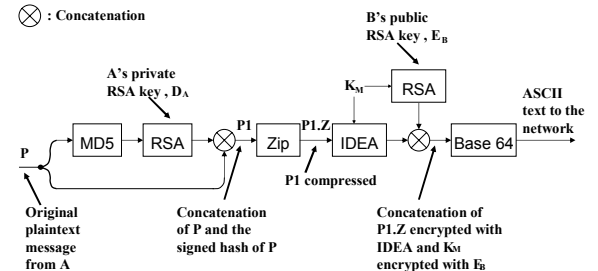 : Concatenation
B's public
RSA key , E_B
A's private
RSA key , D_A
K_M
RSA
ASCII
text to the
network
P
MD5
RSA
P1
Zip
P1.Z
IDEA
Base 64
P1 compressed
Original
plaintext
message
from A
Concatenation
of P and the
signed hash of P
Concatenation of
P1.Z encrypted with
IDEA and K_M
encrypted with E_B